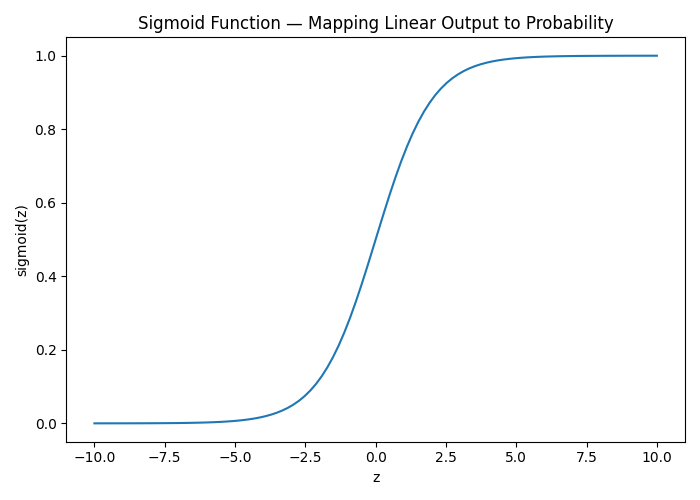 Sigmoid Function — Mapping Linear Output to Probability
1.0
0.8
0.6
0.4
0.2
0.0
sigmoid(z)
−10.0 −7.5 −5.0 −2.5 0.0 2.5 5.0 7.5 10.0
z